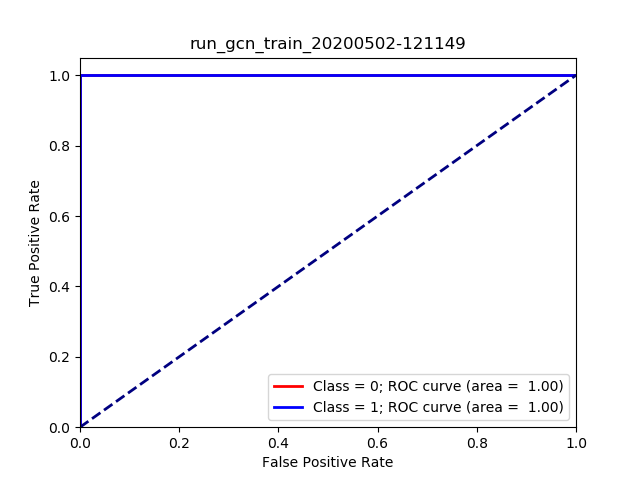 run_gcn_train_20200502-121149
1.0
0.8
0.6
0.4
0.2
0.0
True Positive Rate
Class = 0; ROC curve (area =  1.00)
Class = 1; ROC curve (area =  1.00)
0.0 0.2 0.4 0.6 0.8 1.0
False Positive Rate